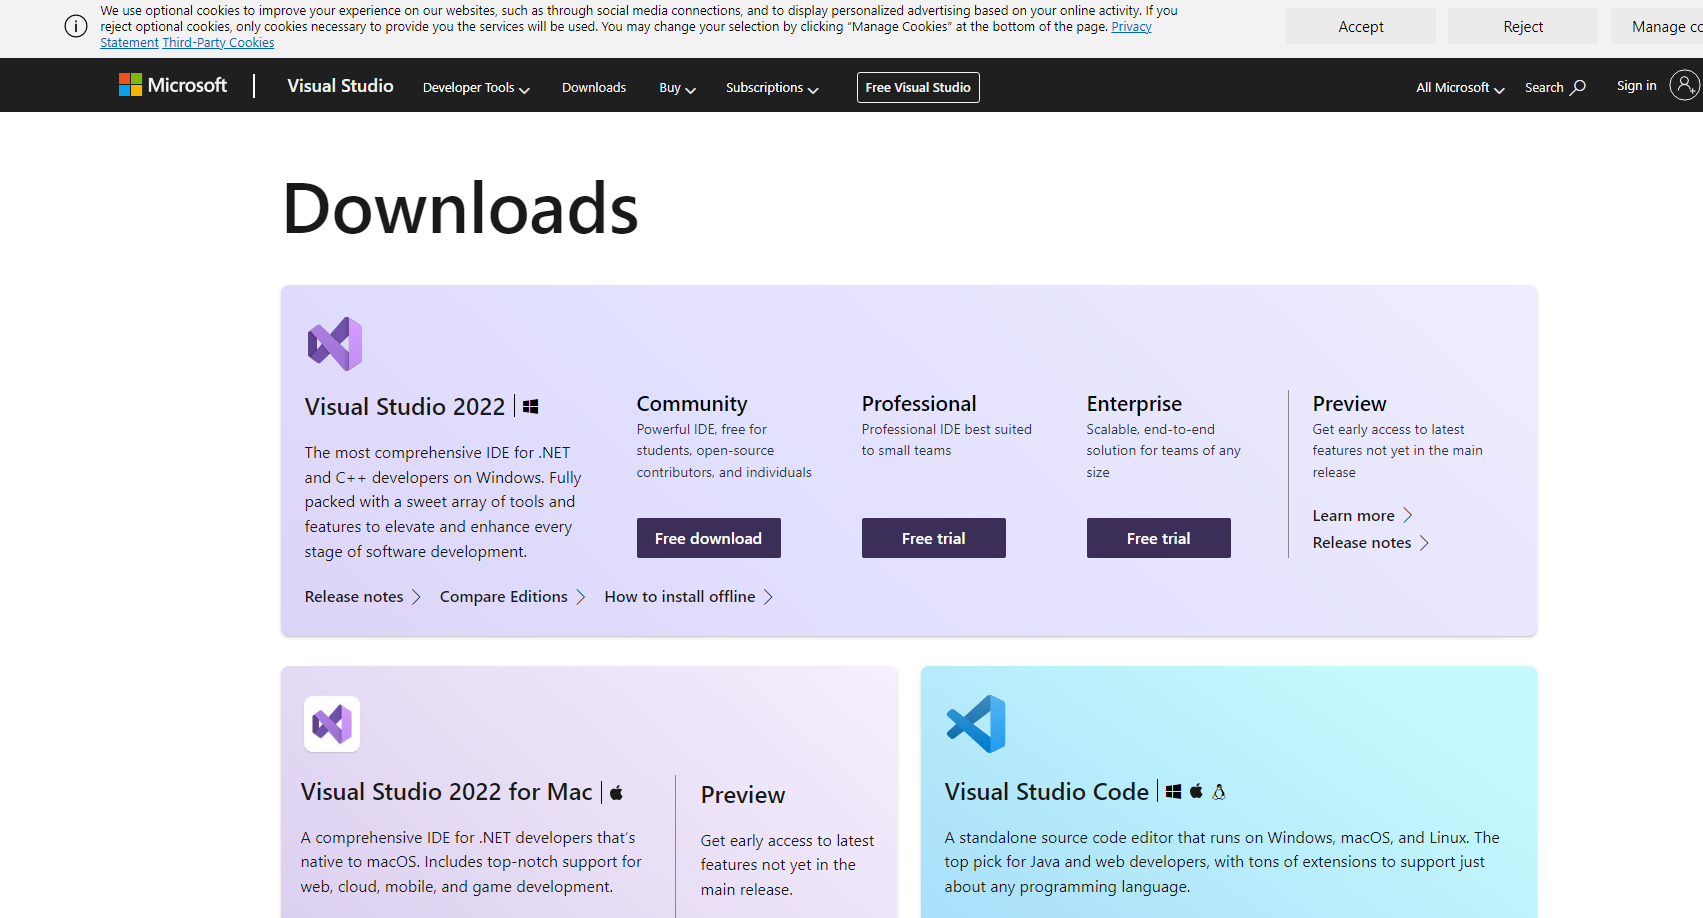 We use optional cookies to improve your experience on our websites, such as through social media connections, and to display personalized advertising based on your online activity. If you
reject optional cookies, only cookies necessary to provide you the services will be used. You may change your selection by clicking “Manage Cookies” at the bottom of the page. Privacy
Statement Third-Party Cookies
Accept
Reject
Manage co
Microsoft
Visual Studio
Developer Tools
Downloads
Buy
Subscriptions
Free Visual Studio
All Microsoft
Search
Sign in
Downloads
Visual Studio 2022
The most comprehensive IDE for .NET
and C++ developers on Windows. Fully
packed with a sweet array of tools and
features to elevate and enhance every
stage of software development.
Community
Powerful IDE, free for
students, open-source
contributors, and individuals
Free download
Professional
Professional IDE best suited
to small teams
Free trial
Enterprise
Scalable, end-to-end
solution for teams of any
size
Free trial
Preview
Get early access to latest
features not yet in the main
release
Learn more
Release notes
Release notes
Compare Editions
How to install offline
Visual Studio 2022 for Mac
A comprehensive IDE for .NET developers that's
native to macOS. Includes top-notch support for
web, cloud, mobile, and game development.
Preview
Get early access to latest
features not yet in the
main release.
Visual Studio Code
A standalone source code editor that runs on Windows, macOS, and Linux. The
top pick for Java and web developers, with tons of extensions to support just
about any programming language.